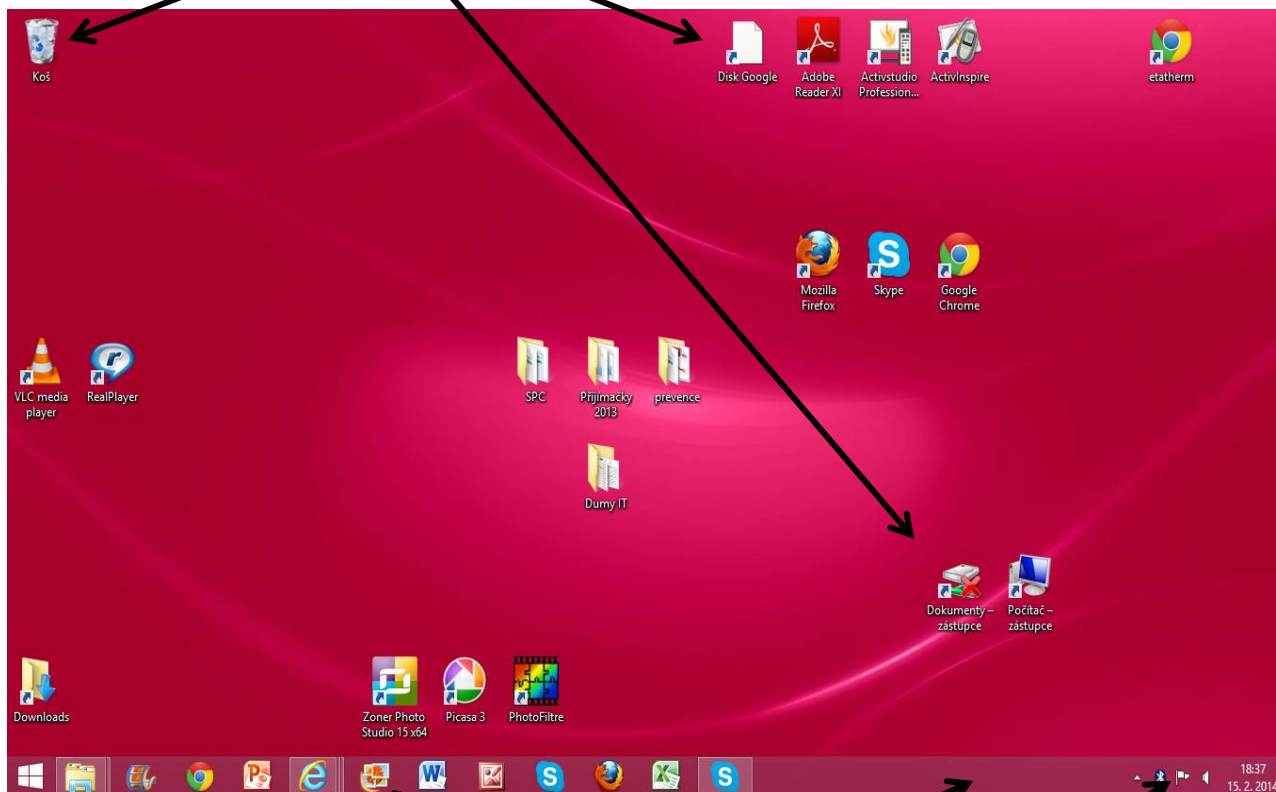 Koš
Disk Google
Adobe
Reader XI
Activstudio
Profession...
ActivInspire
etatherm
Mozilla
Firefox
Skype
Google
Chrome
VLC media
player
RealPlayer
SPC
Přijímačky
2013
prevence
Dumy IT
Dokumenty –
zástupce
Počítač –
zástupce
Downloads
Zoner Photo
Studio 15 x64
Picasa 3
PhotoFiltre
18:37
15. 2. 2014